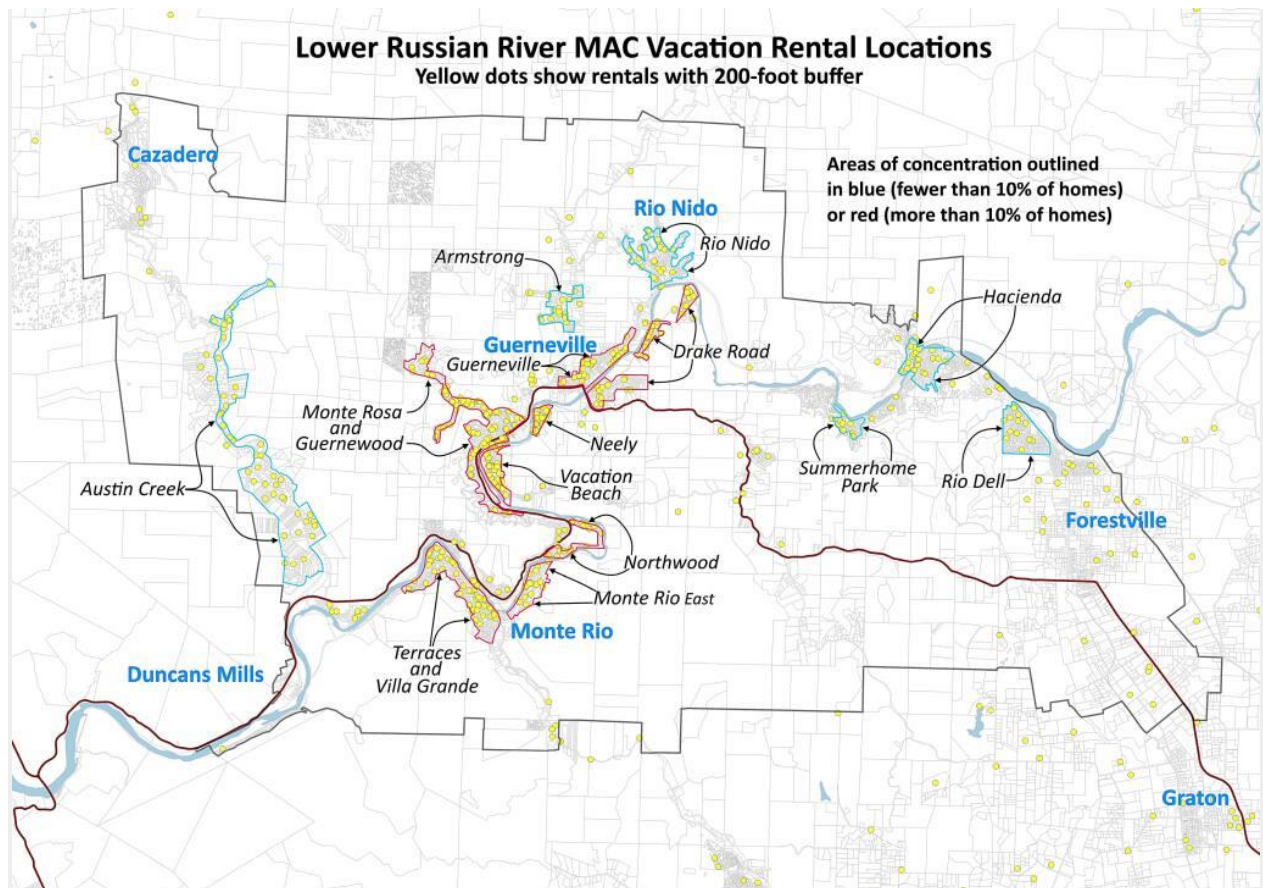 Lower Russian River MAC Vacation Rental Locations
Yellow dots show rentals with 200-foot buffer
Cazadero
Areas of concentration outlined
in blue (fewer than 10% of homes)
or red (more than 10% of homes)
Rio Nido
Rio Nido
Armstrong
Hacienda
Guerneville
Guerneville
Drake Road
Monte Rosa
and
Guernewood
Neely
Summerhome
Park
Rio Dell
Vacation
Beach
Austin Creek
Forestville
Northwood
Monte Rio East
Monte Rio
Terraces
and
Villa Grande
Duncans Mills
Graton